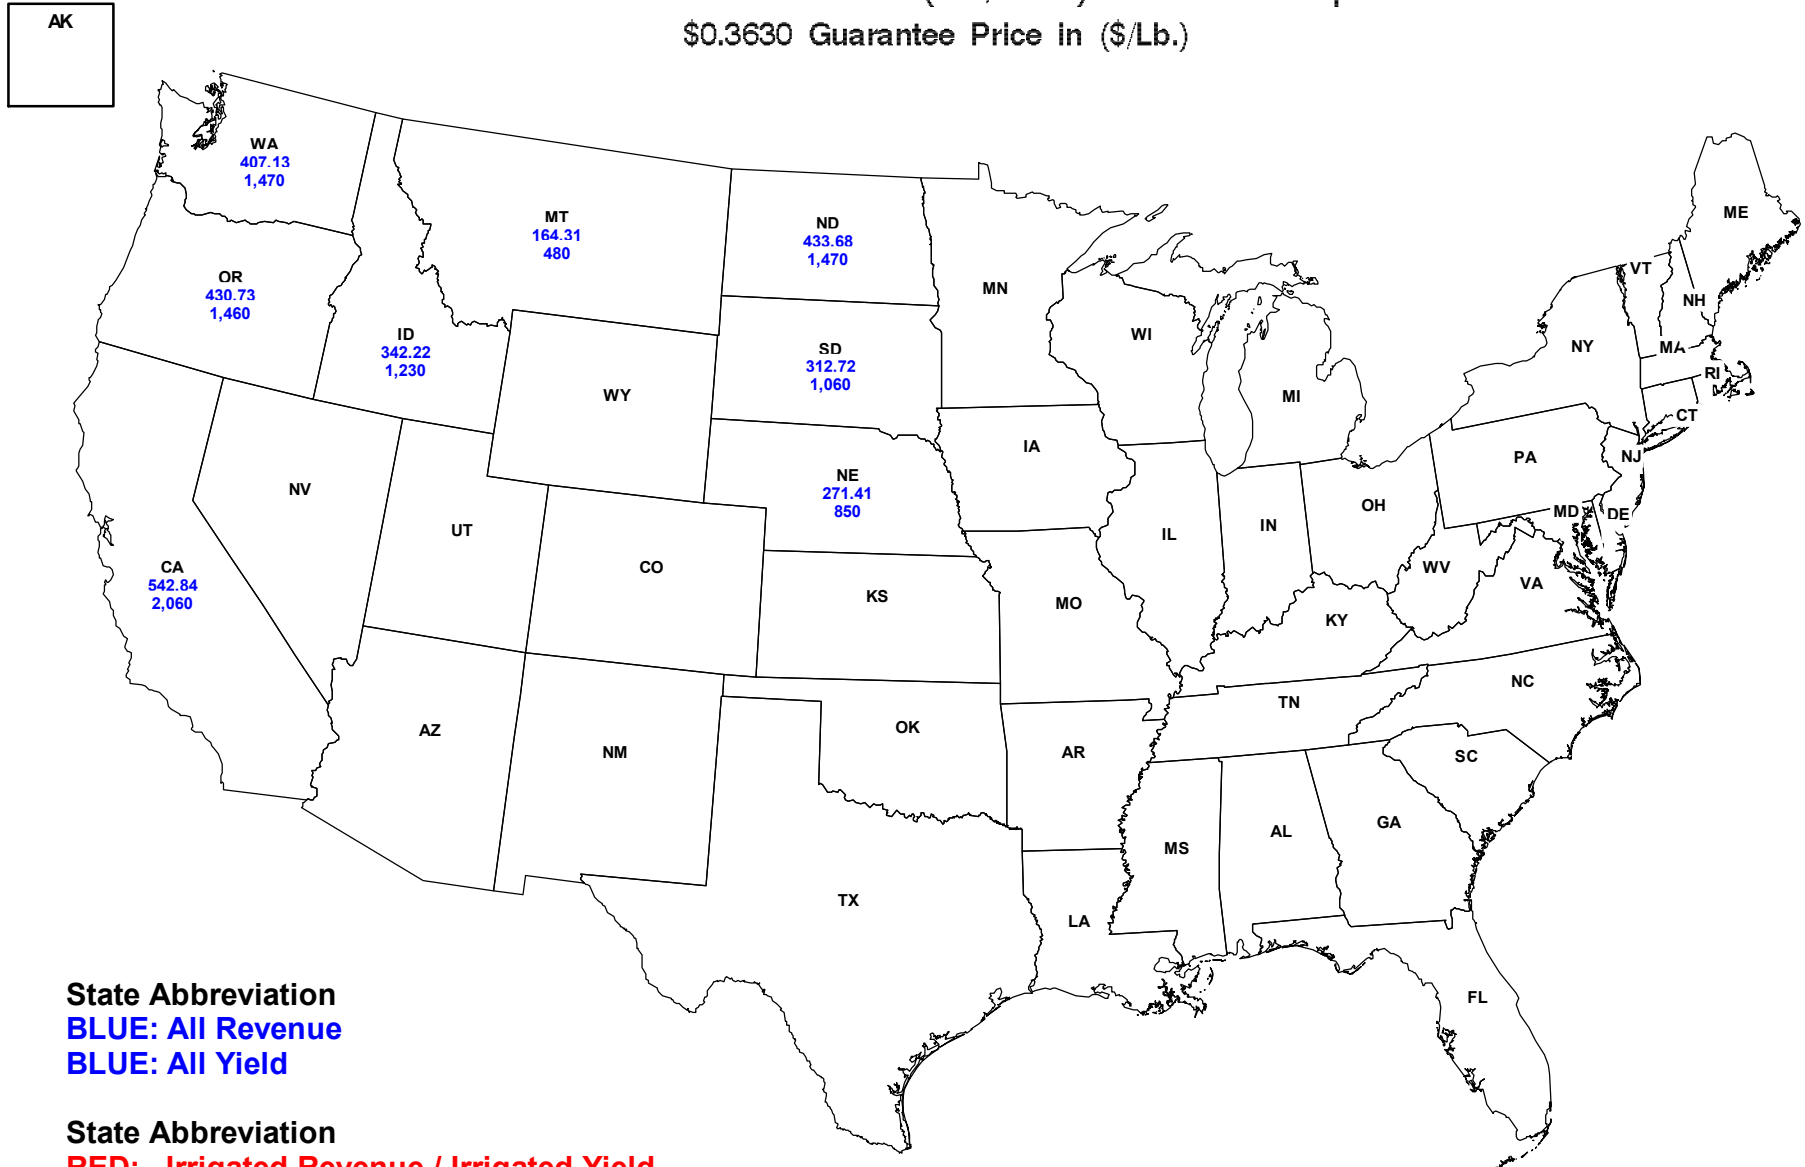 AK
$0.3630 Guarantee Price in ($/Lb.)
WA
407.13
1,470
MT
164.31
480
ND
433.68
1,470
MN
ME
VT
NH
OR
430.73
1,460
ID
342.22
1,230
SD
312.72
1,060
WI
NY
MA
RI
WY
MI
CT
IA
PA
NJ
NV
NE
271.41
850
OH
MD
DE
UT
IL
IN
CA
542.84
2,060
CO
KS
MO
WV
VA
KY
NC
AZ
NM
OK
TN
AR
SC
MS
AL
GA
TX
LA
FL
State Abbreviation
BLUE: All Revenue
BLUE: All Yield
State Abbreviation
RED: Irrigated Revenue / Irrigated Yield